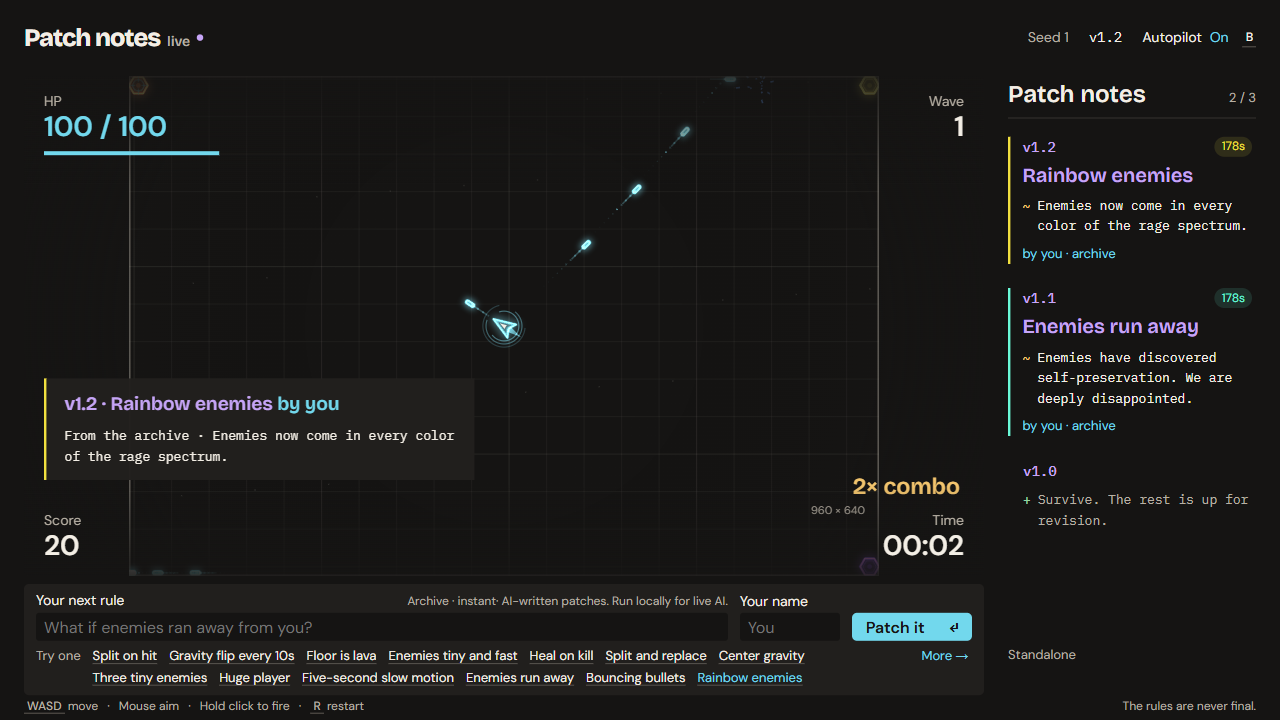 Patch notes live
Seed 1 v1.2 Autopilot On B
HP
100 / 100
Wave
1
v1.2 · Rainbow enemies by you
From the archive · Enemies now come in every color
of the rage spectrum.
2× combo
960 × 640
Score
20
Time
00:02
Patch notes 2 / 3
v1.2 178s
Rainbow enemies
~ Enemies now come in every
color of the rage spectrum.
by you · archive
v1.1 178s
Enemies run away
~ Enemies have discovered
self-preservation. We are
deeply disappointed.
by you · archive
v1.0
+ Survive. The rest is up for
revision.
Standalone
Your next rule Archive · instant· AI-written patches. Run locally for live AI. Your name
What if enemies ran away from you? You Patch it ↵
Try one Split on hit Gravity flip every 10s Floor is lava Enemies tiny and fast Heal on kill Split and replace Center gravity More →
Three tiny enemies Huge player Five-second slow motion Enemies run away Bouncing bullets Rainbow enemies
WASD move · Mouse aim · Hold click to fire · R restart
The rules are never final.